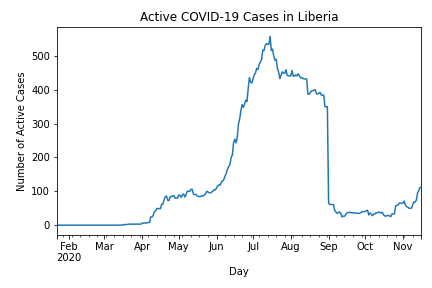 Active COVID-19 Cases in Liberia
Number of Active Cases
500
400
300
200
100
0
Feb
2020
Mar
Apr
May
Jun
Jul
Aug
Sep
Oct
Nov
Day